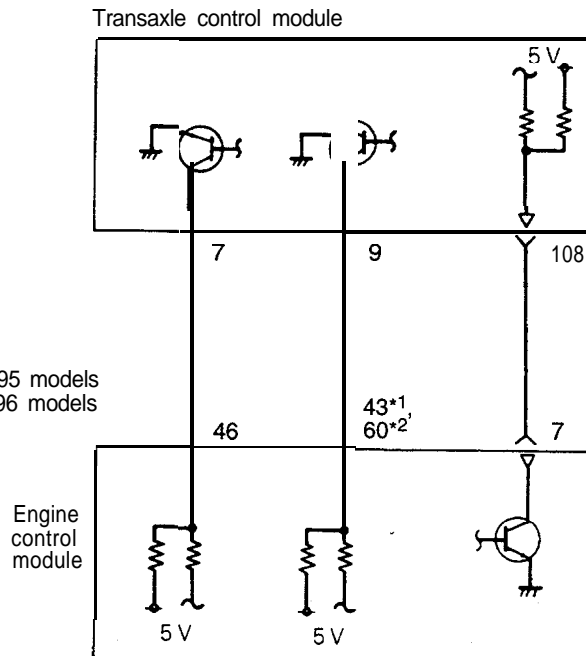 Transaxle control module
5 V
7
9
108
95 models
96 models
43*1,
60*2
46
7
Engine
control
module
5 V
5 V